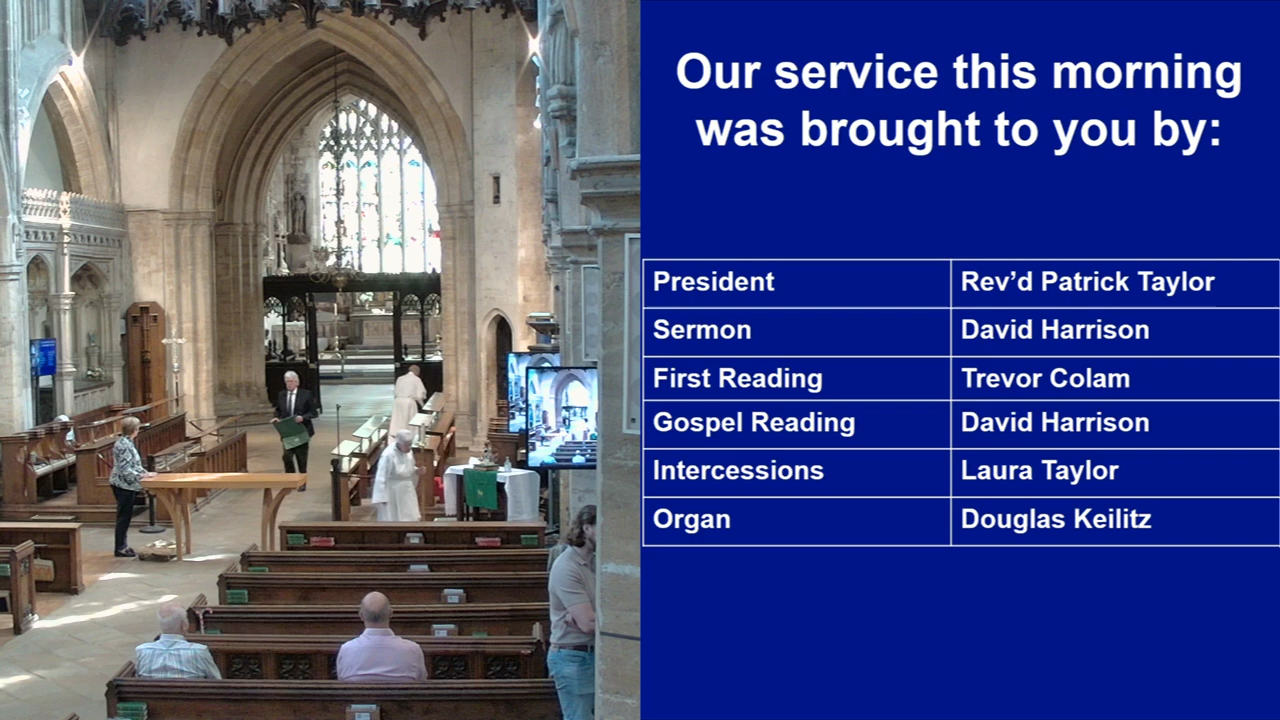 Our service this morning
was brought to you by:
President Rev’d Patrick Taylor
Sermon David Harrison
First Reading Trevor Colam
Gospel Reading David Harrison
Intercessions Laura Taylor
Organ Douglas Keilitz